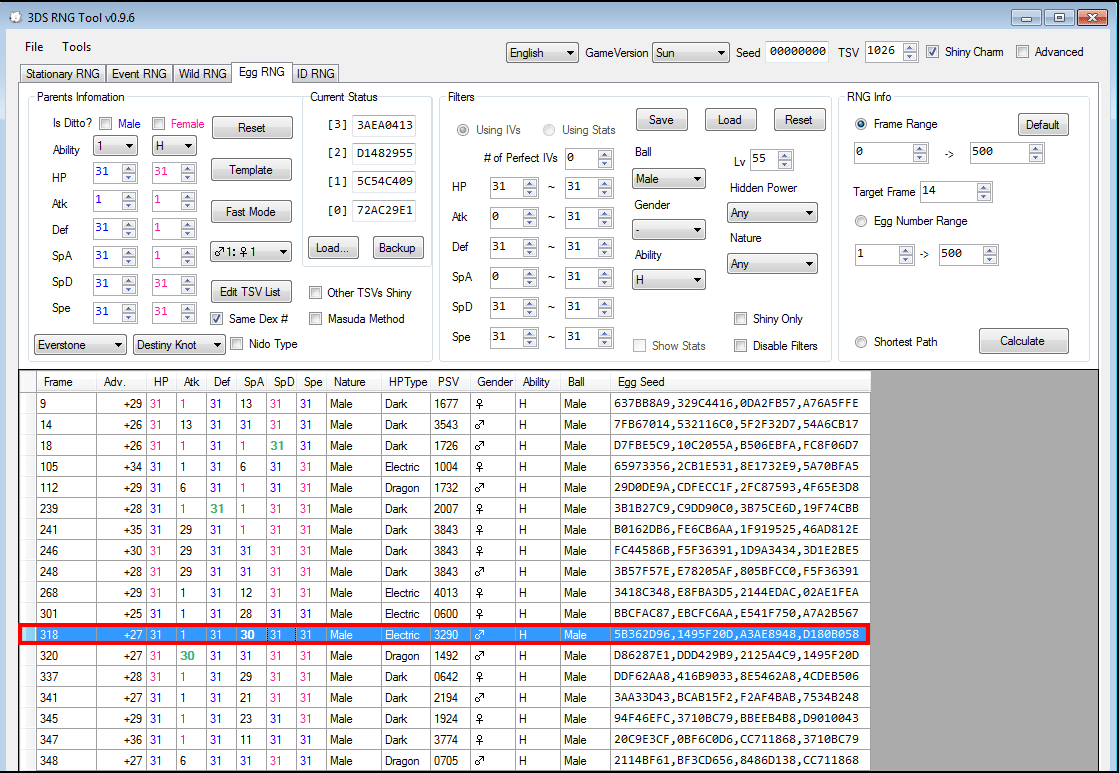 3DS RNG Tool v0.9.6
File Tools
English GameVersion Sun Seed 00000000 TSV 1026 Shiny Charm Advanced
Stationary RNG Event RNG Wild RNG Egg RNG ID RNG
Parents Infomation
Is Ditto? Male Female Reset
Ability 1 H
HP 31 31 Template
Atk 1 1
Def 31 1 Fast Mode
SpA 31 1 ♂1: ♀1
SpD 31 31 Edit TSV List
Spe 31 31 Same Dex #
Everstone Destiny Knot Nido Type
Current Status
[3] 3AEA0413
[2] D1482955
[1] 5C54C409
[0] 72AC29E1
Load... Backup
Other TSVs Shiny
Masuda Method
Filters
Using IVs Using Stats Save Load Reset
# of Perfect IVs 0
HP 31 ~ 31
Atk 0 ~ 31
Def 31 ~ 31
SpA 0 ~ 31
SpD 31 ~ 31
Spe 31 ~ 31
Ball
Male
Gender
-
Ability
H
Show Stats
Lv 55
Hidden Power
Any
Nature
Any
Shiny Only
Disable Filters
RNG Info
Frame Range Default
0 -> 500
Target Frame 14
Egg Number Range
1 -> 500
Shortest Path Calculate
Frame Adv. HP Atk Def SpA SpD Spe Nature HPType PSV Gender Ability Ball Egg Seed
9 +29 31 1 31 13 31 31 Male Dark 1677 ♀ H Male 637BB8A9,329C4416,0DA2FB57,A76A5FFE
14 +26 31 13 31 31 31 31 Male Dark 3543 ♂ H Male 7FB67014,532116C0,5F2F32D7,54A6CB17
18 +26 31 1 31 1 31 31 Male Dark 1726 ♂ H Male D7FBE5C9,10C2055A,B506EBFA,FC8F06D7
105 +34 31 1 31 6 31 31 Male Electric 1004 ♀ H Male 65973356,2CB1E531,8E1732E9,5A70BFA5
112 +29 31 6 31 1 31 31 Male Dragon 1732 ♂ H Male 29D0DE9A,CDFECC1F,2FC87593,4F65E3D8
239 +28 31 1 31 1 31 31 Male Dark 2007 ♀ H Male 3B1B27C9,C9DD90C0,3B75CE6D,19F74CBB
241 +35 31 29 31 1 31 31 Male Dark 3843 ♀ H Male B0162DB6,FE6CB6AA,1F919525,46AD812E
246 +30 31 29 31 31 31 31 Male Dark 3843 ♀ H Male FC44586B,F5F36391,1D9A3434,3D1E2BE5
248 +28 31 29 31 31 31 31 Male Dark 3843 ♂ H Male 3B57F57E,E78205AF,805BFCC0,F5F36391
268 +29 31 1 31 12 31 31 Male Electric 4013 ♀ H Male 3418C348,E8FBA3D5,2144EDAC,02AE1FEA
301 +25 31 1 31 28 31 31 Male Electric 0600 ♀ H Male BBCFAC87,EBCFC6AA,E541F750,A7A2B567
318 +27 31 1 31 30 31 31 Male Electric 3290 ♂ H Male 5B362D96,1495F20D,A3AE8948,D180B058
320 +27 31 30 31 31 31 31 Male Dragon 1492 ♂ H Male D86287E1,DDD429B9,2125A4C9,1495F20D
337 +28 31 1 31 29 31 31 Male Dark 0642 ♀ H Male DDF62AA8,416B9033,8E5462A8,4CDEB506
341 +27 31 1 31 21 31 31 Male Dark 2194 ♂ H Male 3AA33D43,BCAB15F2,F2AF4BAB,7534B248
345 +29 31 1 31 23 31 31 Male Dark 1924 ♀ H Male 94F46EFC,3710BC79,BBEEB4B8,D9010043
347 +36 31 1 31 11 31 31 Male Dark 3774 ♀ H Male 20C9E3CF,0BF6C0D6,CC711868,3710BC79
348 +27 31 6 31 31 31 31 Male Dragon 0705 ♂ H Male 2114BF61,BF3CD656,8486D138,CC711868